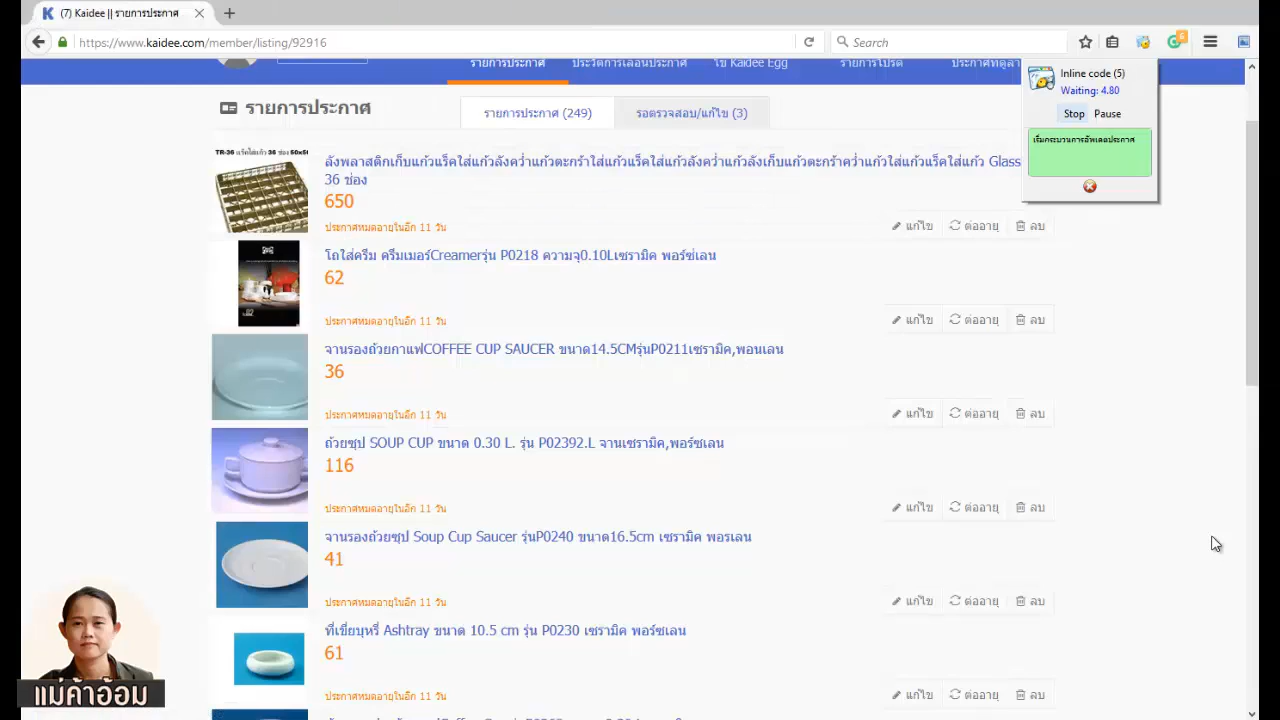 (7) Kaidee || รายการประกาศ
https://www.kaidee.com/member/listing/92916
Search
6
รายการประกาศ
ประวัติการเลื่อนประกาศ
ไข่ Kaidee Egg
รายการโปรด
Inline code (5)
Waiting: 4.80
Stop Pause
เริ่มกระบวนการอัพเดอประกาศ
รายการประกาศ
รายการประกาศ (249)
รอตรวจสอบ/แก้ไข (3)
ลังพลาสติกเก็บแก้วแร็คใส่แก้วลังคว่ำแก้วตะกร้าใส่แก้วแร็คใส่แก้วลังคว่ำแก้วลังเก็บแก้วตะกร้าคว่ำแก้วใส่แก้วแร็คใส่แก้ว Glass
36 ช่อง
650
ประกาศหมดอายุในอีก 11 วัน
แก้ไข ต่ออายุ ลบ
โถใส่ครีม ครีมเมอร์Creamerรุ่น P0218 ความจุ0.10Lเซรามิค พอร์ซ่เลน
62
ประกาศหมดอายุในอีก 11 วัน
แก้ไข ต่ออายุ ลบ
จานรองถ้วยกาแฟCOFFEE CUP SAUCER ขนาด14.5CMรุ่นP0211เซรามิค,พอนเลน
36
ประกาศหมดอายุในอีก 11 วัน
แก้ไข ต่ออายุ ลบ
ถ้วยซุป SOUP CUP ขนาด 0.30 L. รุ่น P02392.L จานเซรามิค,พอร์ซเลน
116
ประกาศหมดอายุในอีก 11 วัน
แก้ไข ต่ออายุ ลบ
จานรองถ้วยซุป Soup Cup Saucer รุ่นP0240 ขนาด16.5cm เซรามิค พอรเลน
41
ประกาศหมดอายุในอีก 11 วัน
แก้ไข ต่ออายุ ลบ
ที่เขี่ยบุหรี่ Ashtray ขนาด 10.5 cm รุ่น P0230 เซรามิค พอร์ซเลน
61
ประกาศหมดอายุในอีก 11 วัน
แก้ไข ต่ออายุ ลบ
แม่ค้าอ้อม